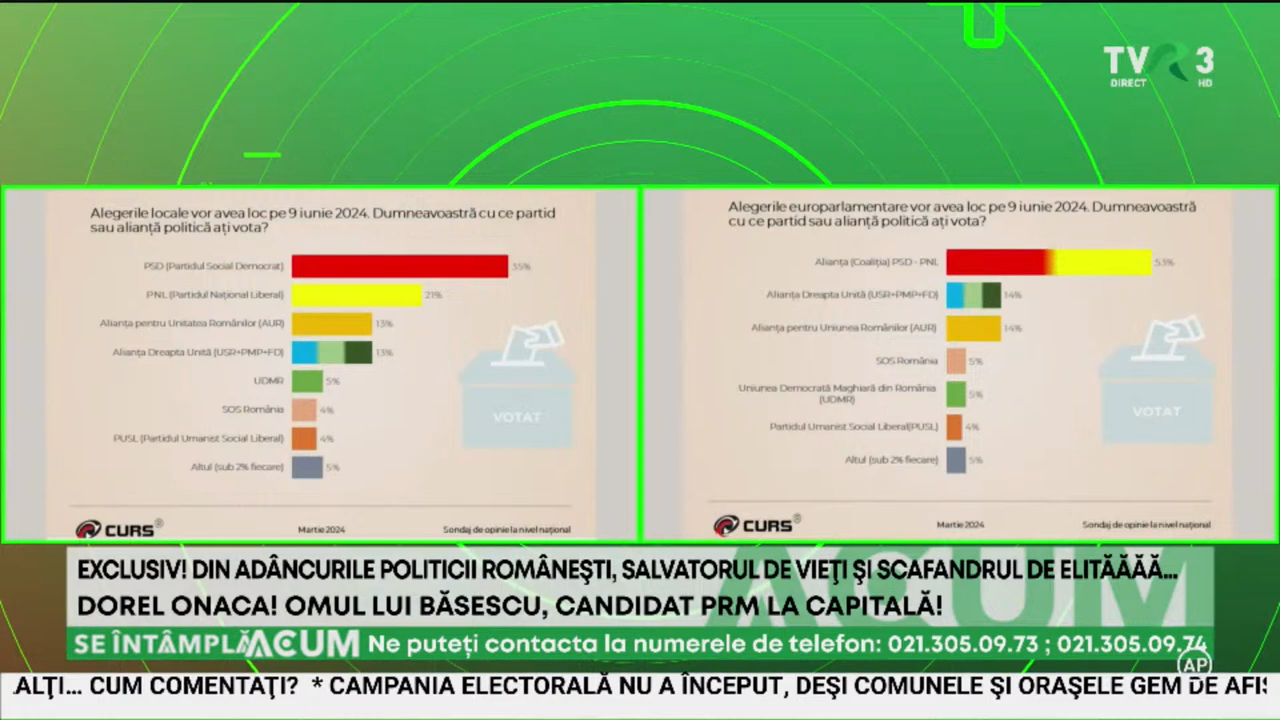 TVR 3
DIRECT HD
Alegerile locale vor avea loc pe 9 iunie 2024. Dumneavoastră cu ce partid
sau alianță politică ați vota?
PSD (Partidul Social Democrat) 35%
PNL (Partidul Național Liberal) 21%
Alianța pentru Unitatea Românilor (AUR) 13%
Alianța Dreapta Unită (USR+PMP+FD) 13%
UDMR 5%
SOS România 4%
PUSL (Partidul Umanist Social Liberal) 4%
Altul (sub 2% fiecare) 5%
VOTAT
CURS®
Martie 2024
Sondaj de opinie la nivel național
Alegerile europarlamentare vor avea loc pe 9 iunie 2024. Dumneavoastră
cu ce partid sau alianță politică ați vota?
Alianța (Coaliția) PSD - PNL 53%
Alianța Dreapta Unită (USR+PMP+FD) 14%
Alianța pentru Uniunea Românilor (AUR) 14%
SOS România 5%
Uniunea Democrată Maghiară din România
(UDMR) 5%
Partidul Umanist Social Liberal(PUSL) 4%
Altul (sub 2% fiecare) 5%
VOTAT
CURS®
Martie 2024
Sondaj de opinie la nivel național
EXCLUSIV! DIN ADÂNCURILE POLITICII ROMÂNEŞTI, SALVATORUL DE VIEŢI ŞI SCAFANDRUL DE ELITĂĂĂĂ...
DOREL ONACA! OMUL LUI BĂSESCU, CANDIDAT PRM LA CAPITALĂ!
ACUM
SE ÎNTÂMPLĂ ACUM Ne puteți contacta la numerele de telefon: 021.305.09.73 ; 021.305.09.74
AP
ALŢI... CUM COMENTAŢI? * CAMPANIA ELECTORALĂ NU A ÎNCEPUT, DEŞI COMUNELE ŞI ORAŞELE GEM DE AFIŞ